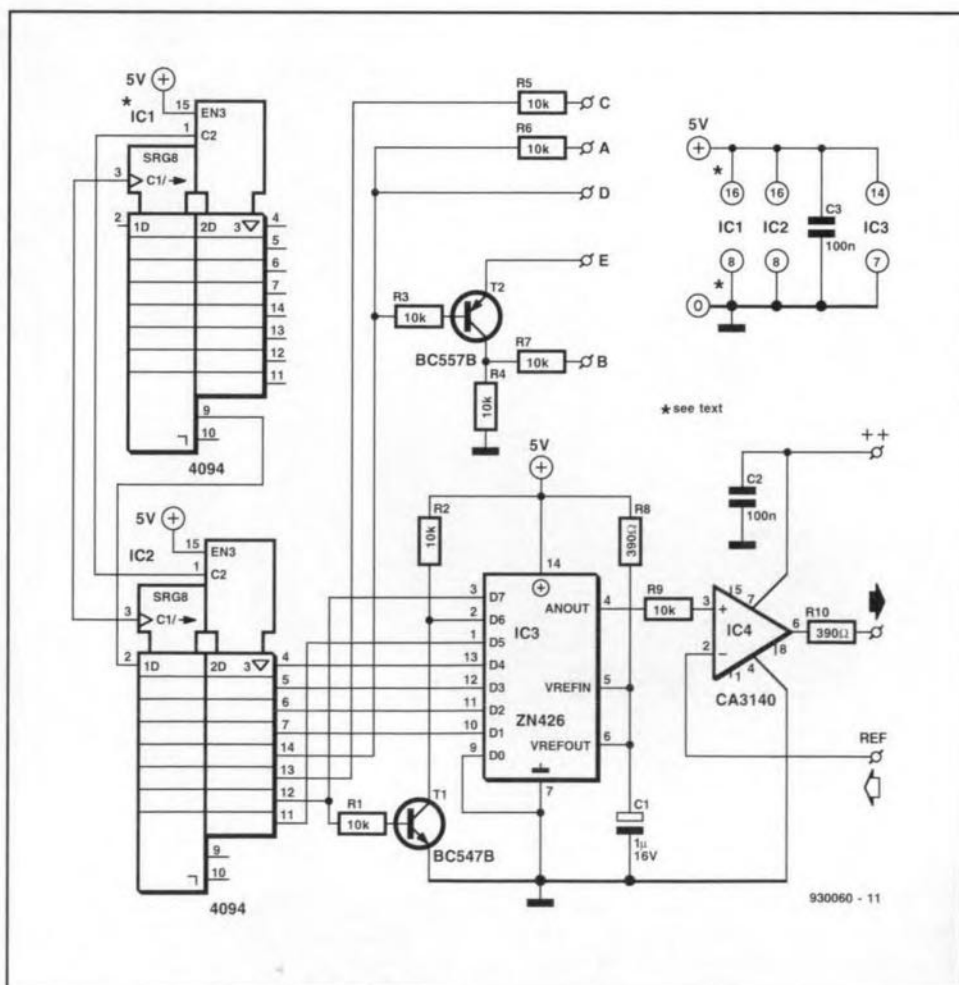 5V
* IC1
15
EN3
1
C2
SRG8
3
C1/
2
1D
2D
3
4
5
6
7
14
13
12
11
9
10
4094
5V
IC2
15
EN3
1
C2
SRG8
3
C1/
2
1D
2D
3
4
5
6
7
14
13
12
11
9
10
4094
R5
10k
C
R6
10k
A
D
E
R3
10k
T2
BC557B
R7
10k
B
R4
10k
5V
* 16
16
14
IC1
IC2
C3
100n
IC3
* 8
8
7
0
* see text
5V
R2
10k
R8
390Ω
14
3
D7
2
D6
1
D5
13
D4
12
D3
11
D2
10
D1
9
D0
IC3
ZN426
ANOUT
4
VREFIN
5
VREFOUT
6
7
R1
10k
T1
BC547B
C1
1µ
16V
R9
10k
++
C2
100n
3
+
2
−
5
7
IC4
6
8
1
4
CA3140
R10
390Ω
REF
930060 - 11